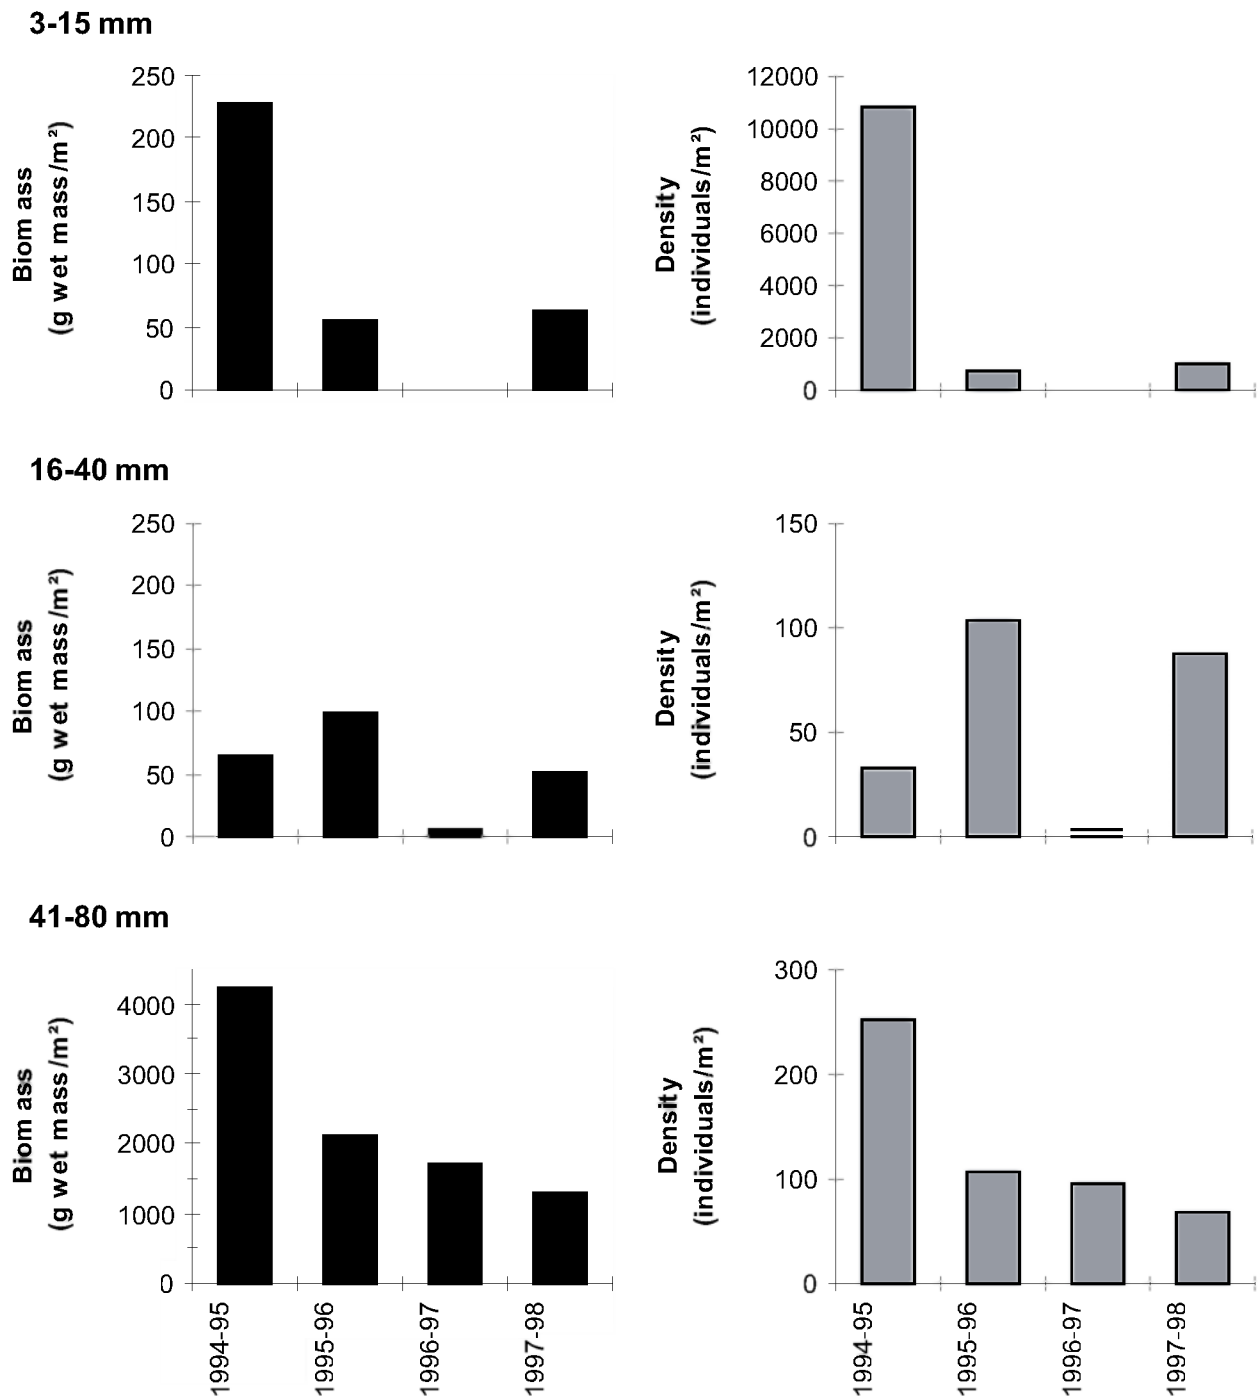 3-15 mm
250
200
150
100
50
0
Biom ass
(g wet mass/m²)
12000
10000
8000
6000
4000
2000
0
Density
(individuals/m²)
16-40 mm
250
200
150
100
50
0
Biom ass
(g wet mass/m²)
150
100
50
0
Density
(individuals/m²)
41-80 mm
4000
3000
2000
1000
0
Biom ass
(g wet mass/m²)
1994-95
1995-96
1996-97
1997-98
300
200
100
0
Density
(individuals/m²)
1994-95
1995-96
1996-97
1997-98